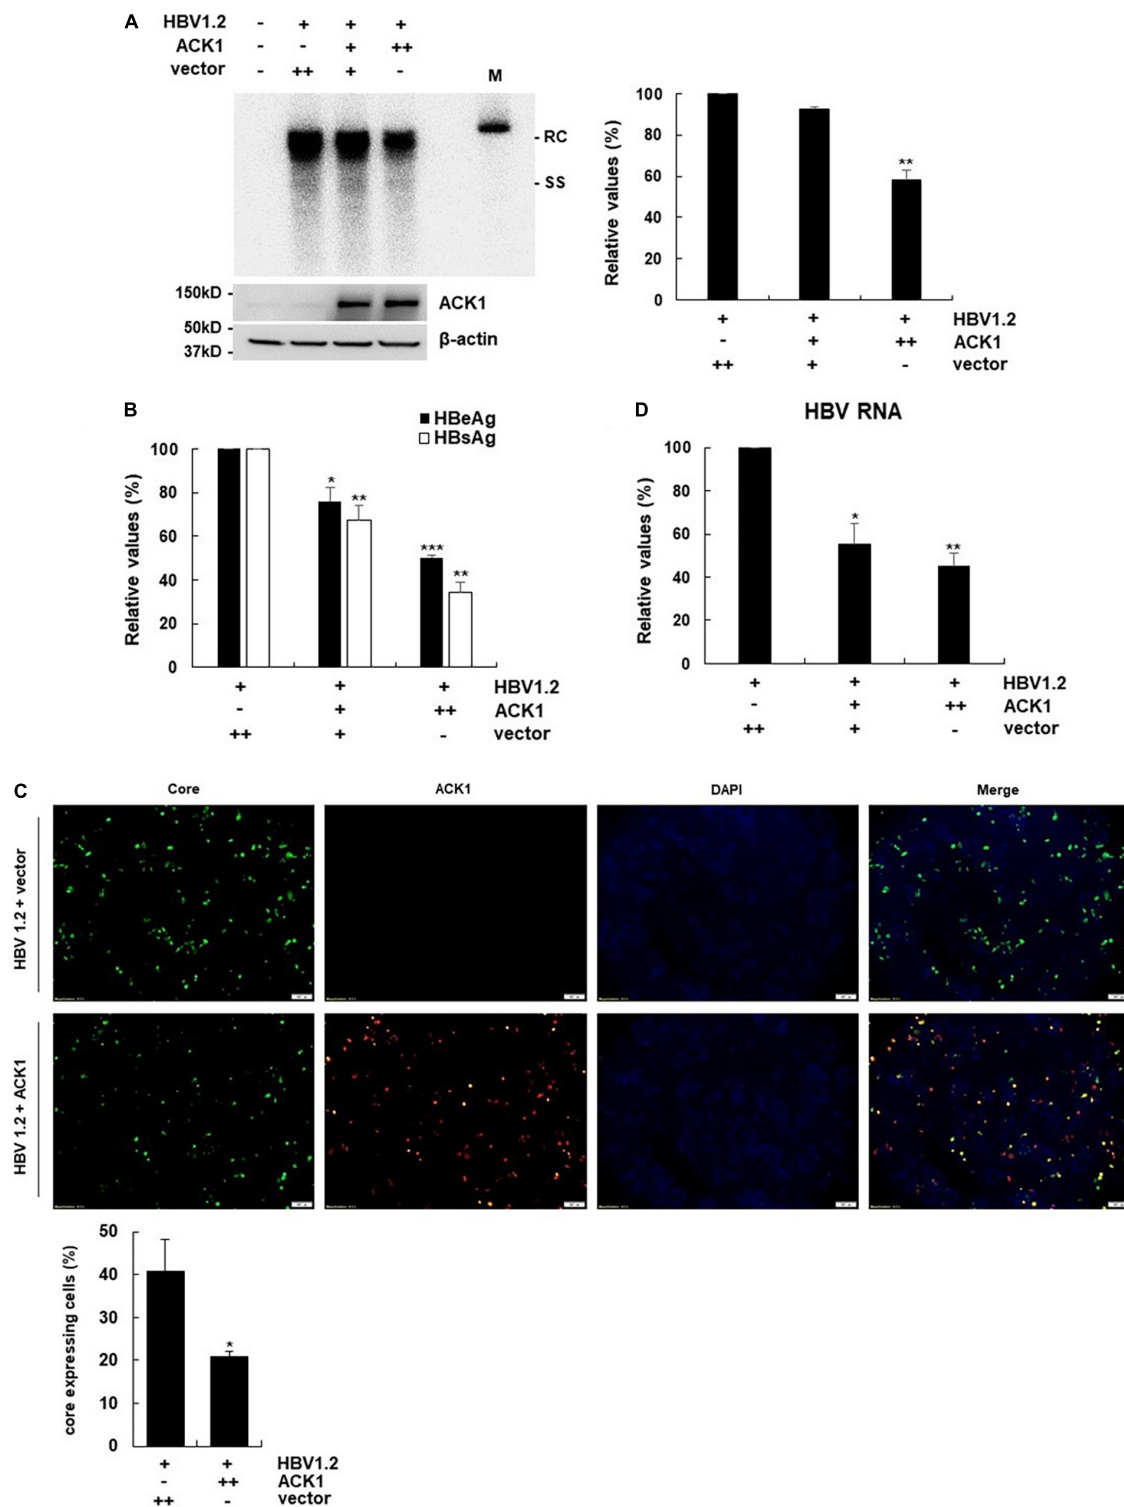 A
HBV1.2 - + + +
ACK1 - - + ++
vector - ++ + -
M
- RC
- SS
150kD -
ACK1
50kD -
37kD -
β-actin
Relative values (%)
100
80
60
40
20
0
**
+ + + HBV1.2
- + ++ ACK1
++ + - vector
B
HBeAg
HBsAg
Relative values (%)
100
80
60
40
20
0
* ** *** **
+ + + HBV1.2
- + ++ ACK1
++ + - vector
D
HBV RNA
Relative values (%)
100
80
60
40
20
0
* **
+ + + HBV1.2
- + ++ ACK1
++ + - vector
C
Core ACK1 DAPI Merge
HBV 1.2 + vector
HBV 1.2 + ACK1
core expressing cells (%)
50
40
30
20
10
0
*
+ + HBV1.2
- ++ ACK1
++ - vector